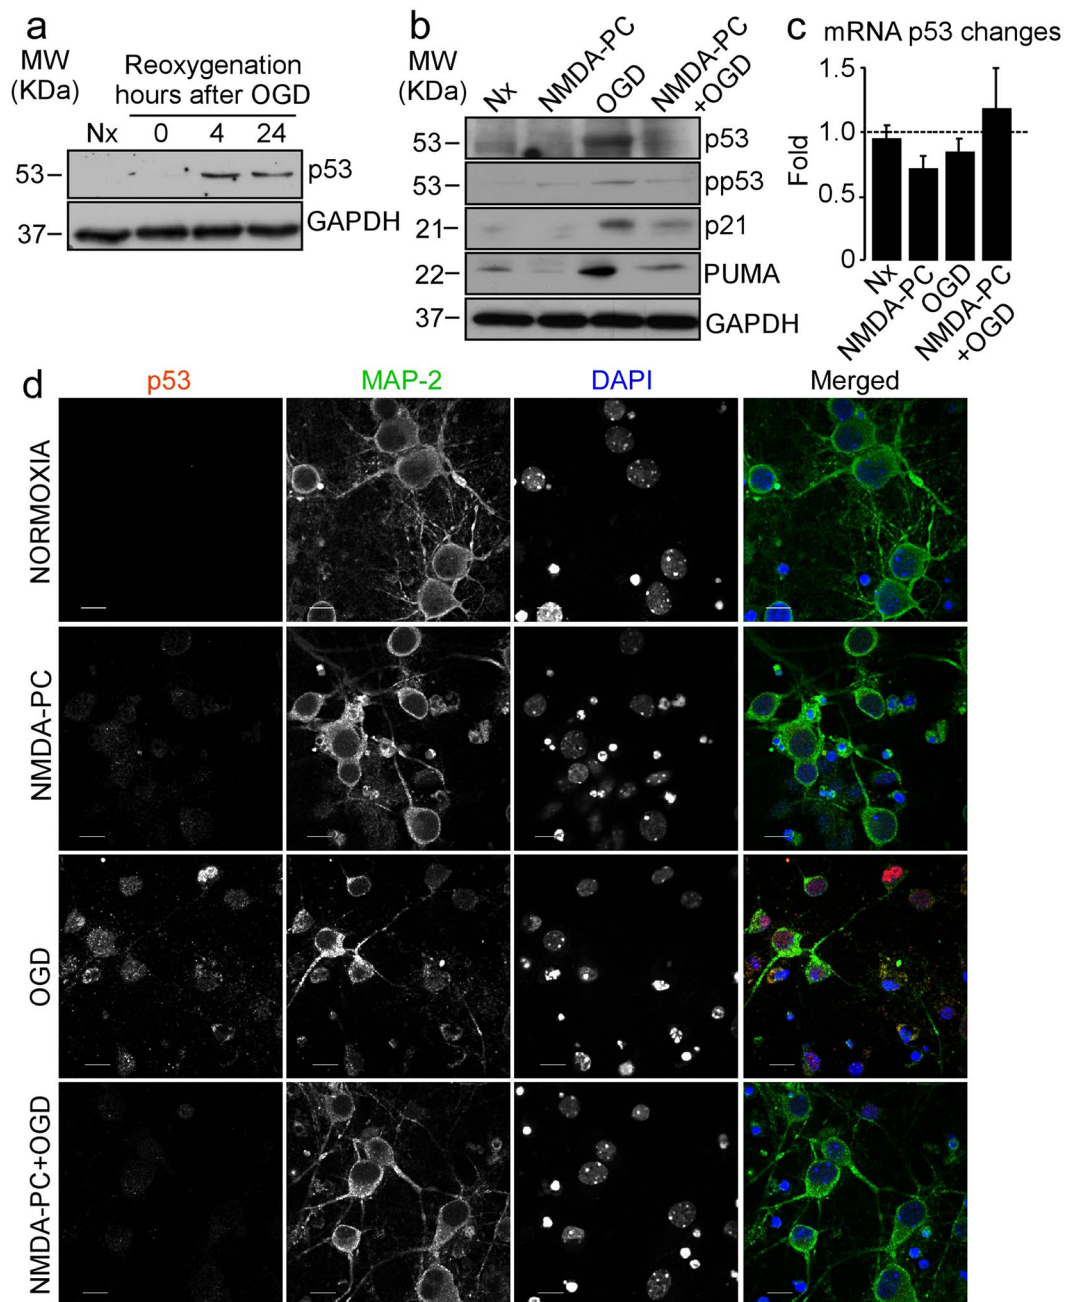 a
MW
(KDa)
Reoxygenation
hours after OGD
Nx 0 4 24
53– p53
37– GAPDH
b
MW
(KDa)
Nx NMDA-PC OGD NMDA-PC
+OGD
53– p53
53– pp53
21– p21
22– PUMA
37– GAPDH
c mRNA p53 changes
Fold
1.5
1.0
0.5
0
Nx NMDA-PC OGD NMDA-PC
+OGD
d p53 MAP-2 DAPI Merged
NORMOXIA
NMDA-PC
OGD
NMDA-PC+OGD